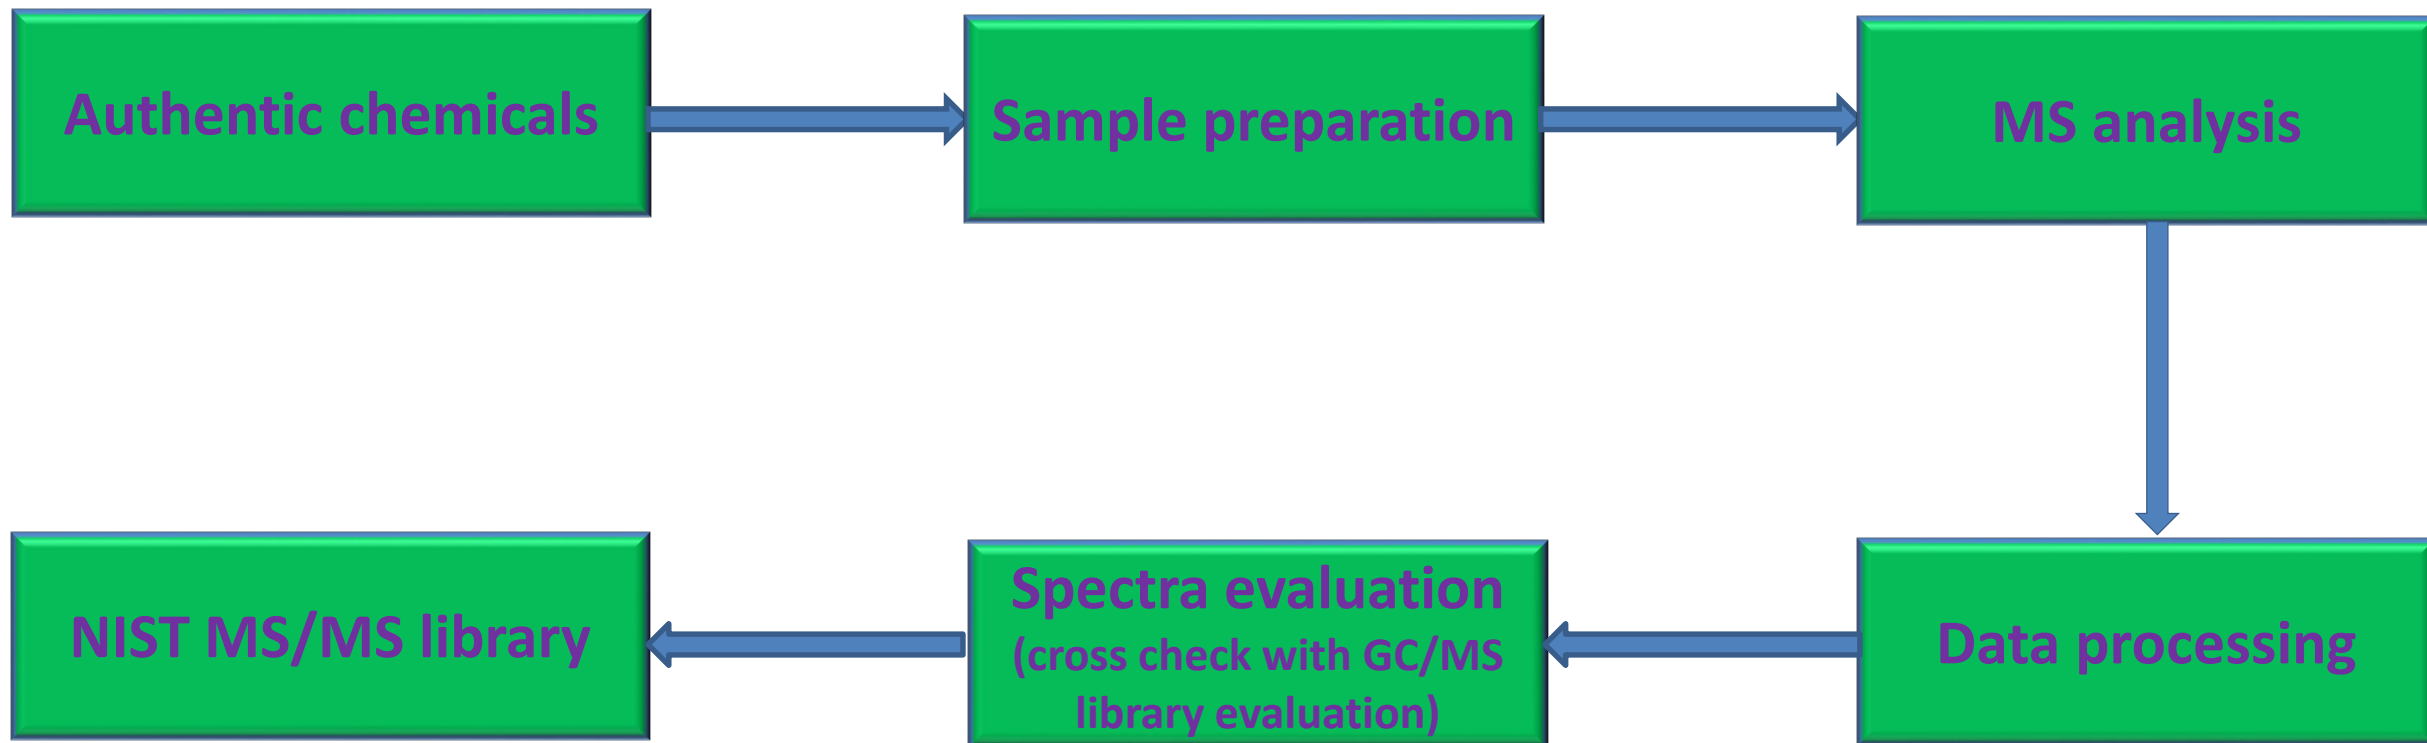 Authentic chemicals
Sample preparation
MS analysis
NIST MS/MS library
Spectra evaluation
(cross check with GC/MS
library evaluation)
Data processing